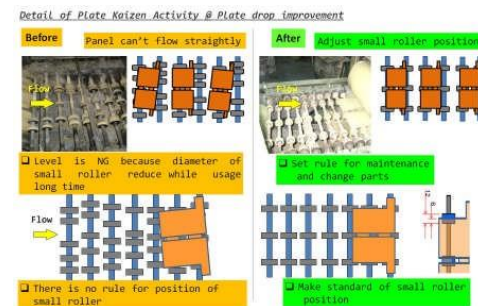 Detail of Plate Kaizen Activity @ Plate drop improvement
Before
Panel can't flow straightly
Flow
❑ Level is NG because diameter of
small roller reduce while usage
long time
Flow
❑ There is no rule for position of
small roller
After
Adjust small roller position
Flow
❑ Set rule for maintenance
and change parts
12
❑ Make standard of small roller
position